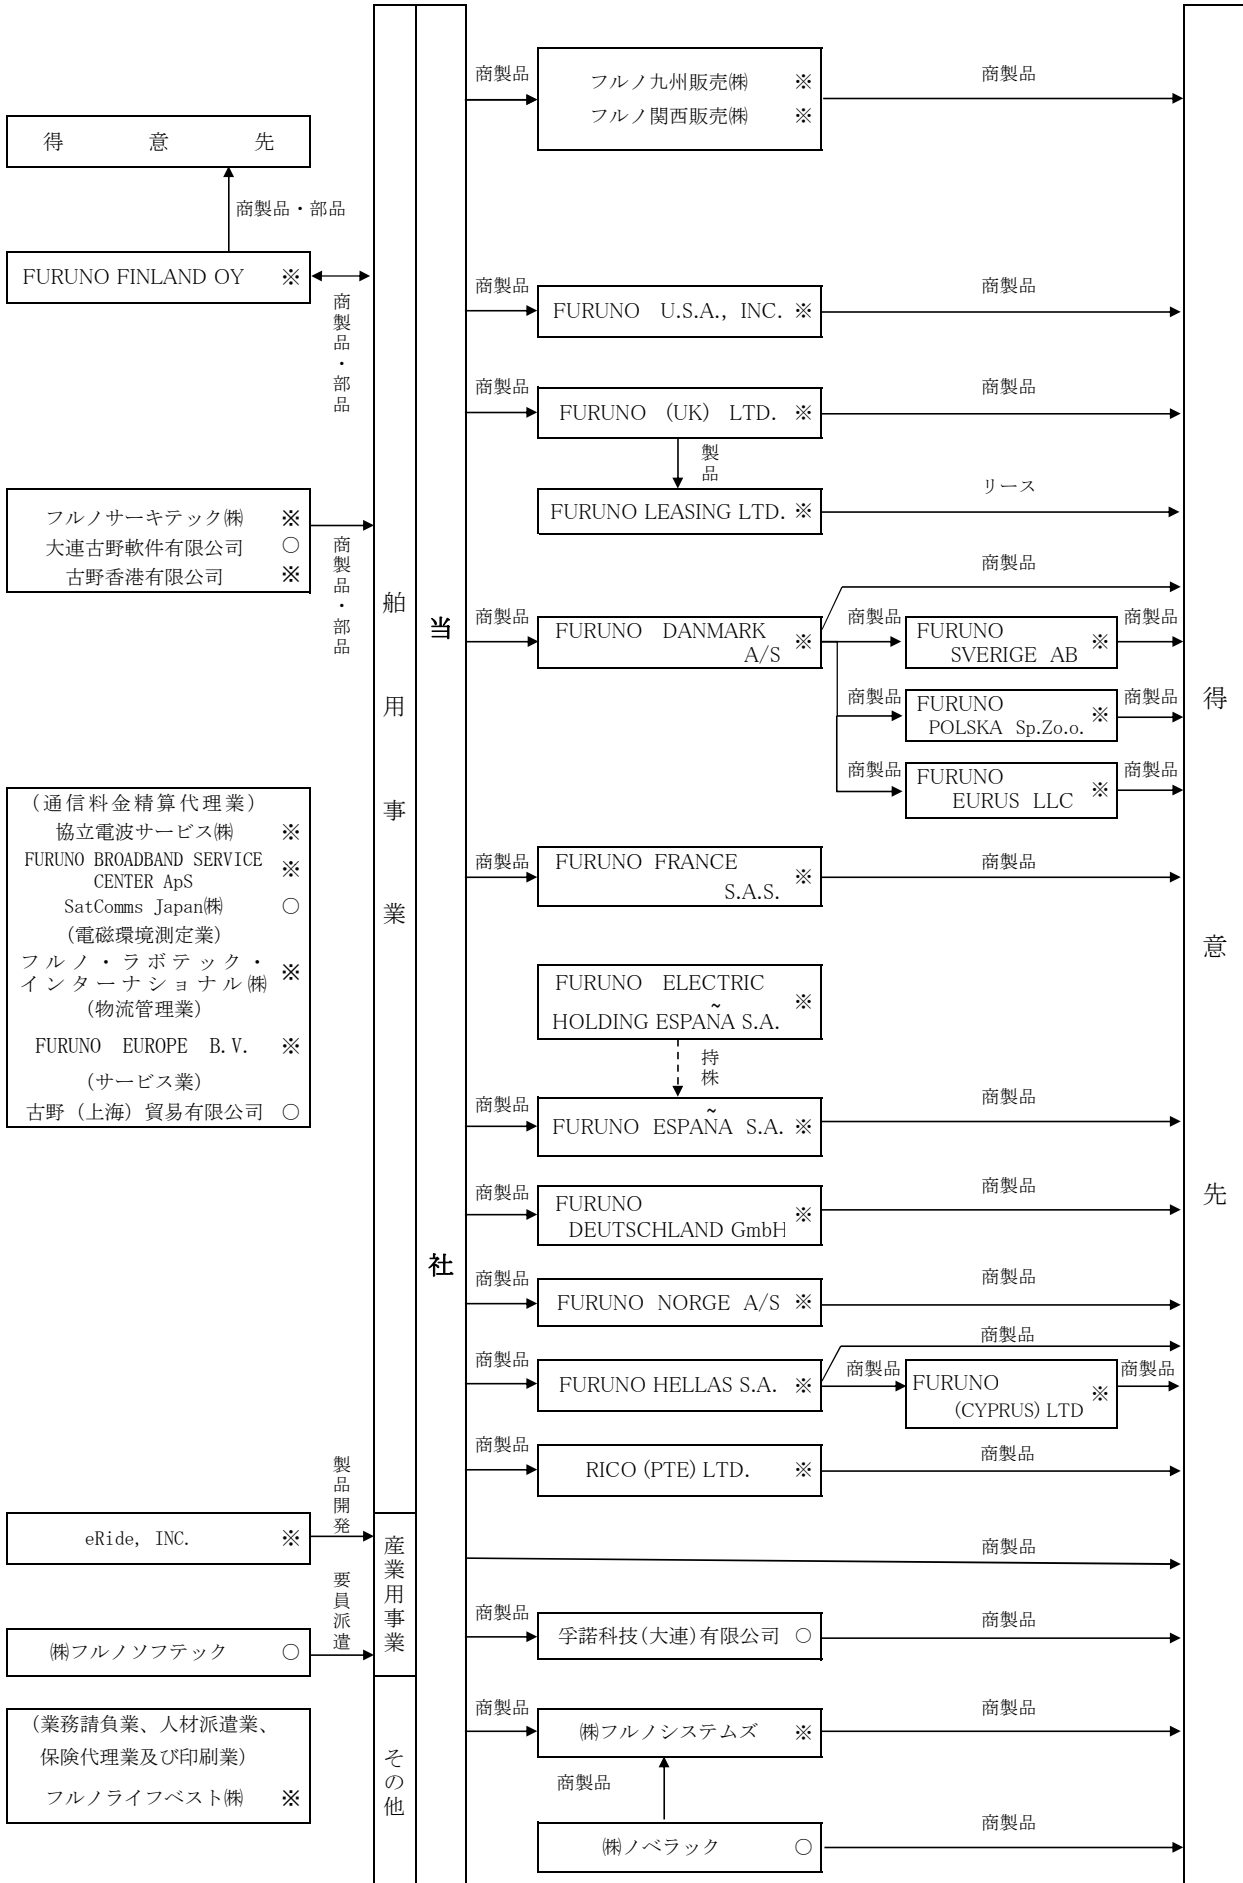 得　意　先
商製品・部品
FURUNO FINLAND OY ※
商製品・部品
フルノサーキテック㈱ ※
大連古野軟件有限公司 ○
古野香港有限公司 ※
商製品・部品
（通信料金精算代理業）
協立電波サービス㈱ ※
FURUNO BROADBAND SERVICE
CENTER ApS ※
SatComms Japan㈱ ○
(電磁環境測定業)
フルノ・ラボテック・
インターナショナル㈱ ※
(物流管理業)
FURUNO EUROPE B.V. ※
(サービス業)
古野（上海）貿易有限公司 ○
製品開発
eRide, INC. ※
要員派遣
㈱フルノソフテック ○
(業務請負業、人材派遣業、
保険代理業及び印刷業)
フルノライフベスト㈱ ※
舶用事業
産業用事業
その他
当社
商製品
フルノ九州販売㈱ ※
フルノ関西販売㈱ ※
商製品
商製品
FURUNO U.S.A., INC. ※
商製品
商製品
FURUNO (UK) LTD. ※
商製品
製品
FURUNO LEASING LTD. ※
リース
商製品
商製品
FURUNO DANMARK
A/S ※
商製品
FURUNO
SVERIGE AB ※
商製品
商製品
FURUNO
POLSKA Sp.Zo.o. ※
商製品
商製品
FURUNO
EURUS LLC ※
商製品
商製品
FURUNO FRANCE
S.A.S. ※
商製品
FURUNO ELECTRIC
HOLDING ESPAÑA S.A. ※
持株
商製品
FURUNO ESPAÑA S.A. ※
商製品
商製品
FURUNO
DEUTSCHLAND GmbH ※
商製品
商製品
FURUNO NORGE A/S ※
商製品
商製品
商製品
FURUNO HELLAS S.A. ※
商製品
FURUNO
(CYPRUS) LTD ※
商製品
商製品
RICO (PTE) LTD. ※
商製品
商製品
商製品
孚諾科技(大連)有限公司 ○
商製品
商製品
㈱フルノシステムズ ※
商製品
商製品
㈱ノベラック ○
商製品
得意先